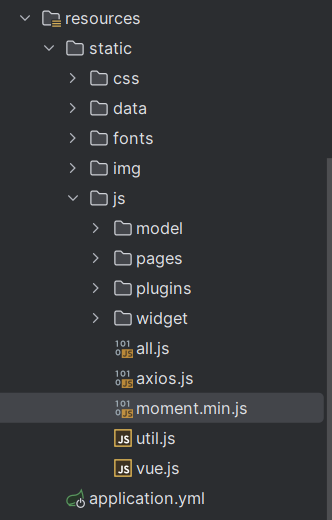 resources
static
css
data
fonts
img
js
model
pages
plugins
widget
all.js
axios.js
moment.min.js
util.js
vue.js
application.yml